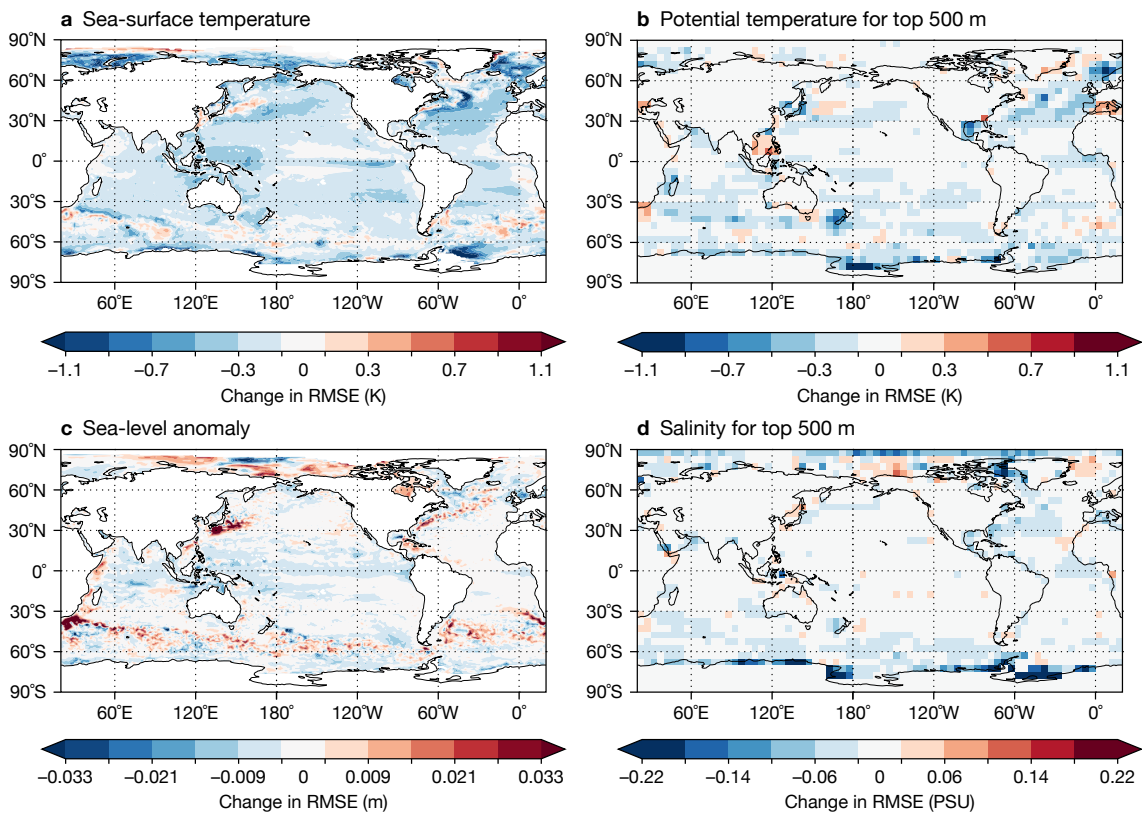 a Sea-surface temperature
90°N
60°N
30°N
0°
30°S
60°S
90°S
60°E 120°E 180° 120°W 60°W 0°
−1.1 −0.7 −0.3 0 0.3 0.7 1.1
Change in RMSE (K)
b Potential temperature for top 500 m
90°N
60°N
30°N
0°
30°S
60°S
90°S
60°E 120°E 180° 120°W 60°W 0°
−1.1 −0.7 −0.3 0 0.3 0.7 1.1
Change in RMSE (K)
c Sea-level anomaly
90°N
60°N
30°N
0°
30°S
60°S
90°S
60°E 120°E 180° 120°W 60°W 0°
−0.033 −0.021 −0.009 0 0.009 0.021 0.033
Change in RMSE (m)
d Salinity for top 500 m
90°N
60°N
30°N
0°
30°S
60°S
90°S
60°E 120°E 180° 120°W 60°W 0°
−0.22 −0.14 −0.06 0 0.06 0.14 0.22
Change in RMSE (PSU)